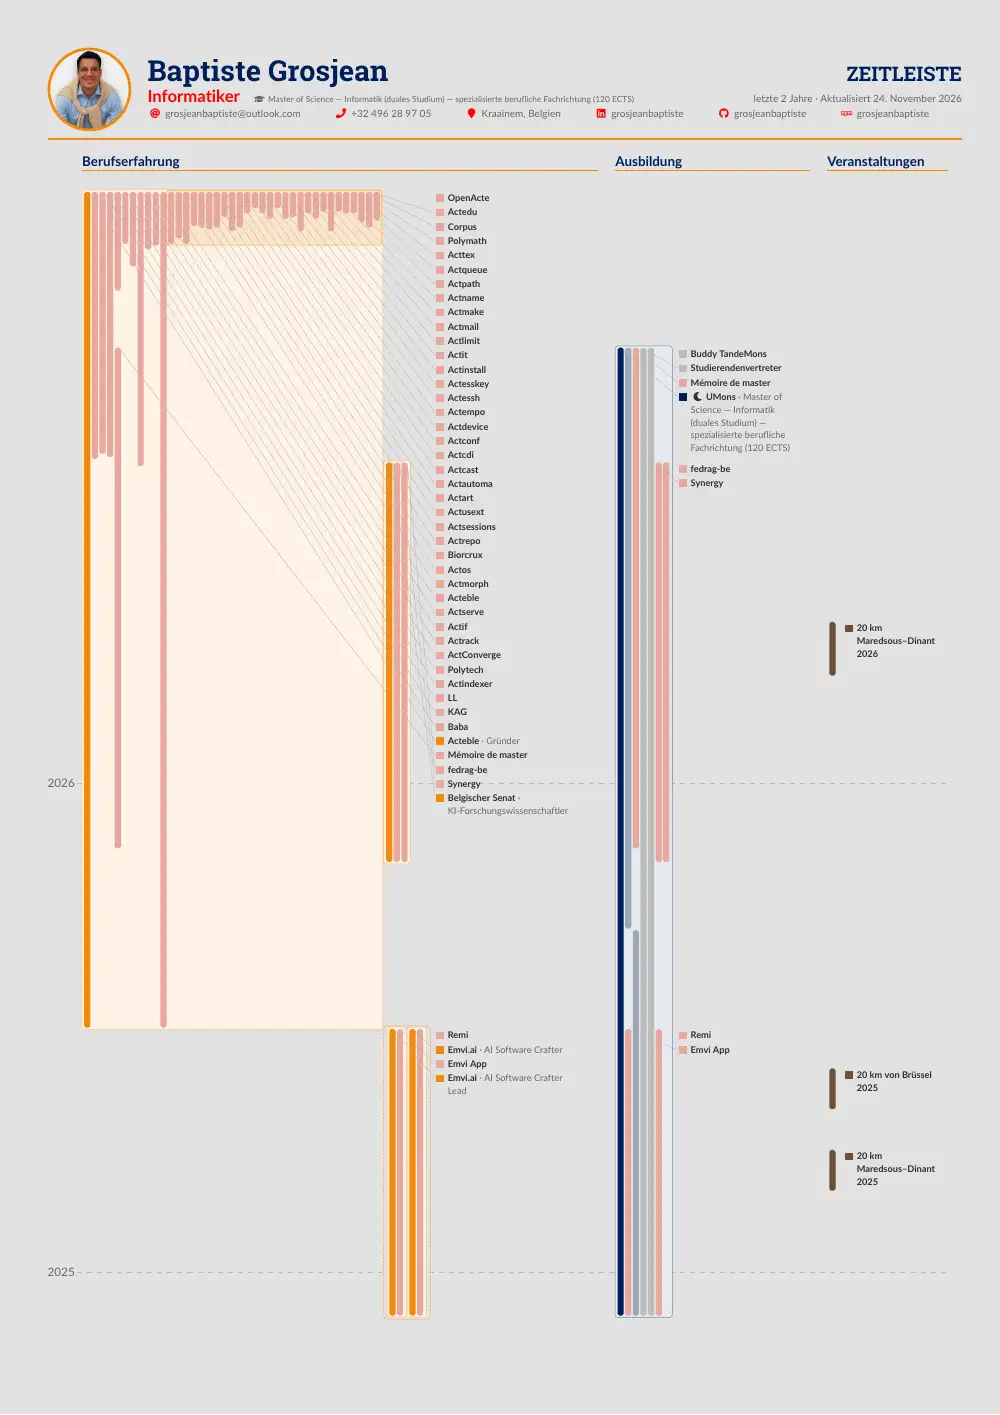 Baptiste Grosjean
ZEITLEISTE
Informatiker
Master of Science — Informatik (duales Studium) — spezialisierte berufliche Fachrichtung (120 ECTS)
letzte 2 Jahre · Aktualisiert 24. November 2026
grosjeanbaptiste@outlook.com
+32 496 28 97 05
Kraainem, Belgien
grosjeanbaptiste
grosjeanbaptiste
grosjeanbaptiste
Berufserfahrung
Ausbildung
Veranstaltungen
OpenActe
Actedu
Corpus
Polymath
Acttex
Actqueue
Actpath
Actname
Actmake
Actmail
Actlimit
Actit
Actinstall
Actesskey
Actessh
Actempo
Actdevice
Actconf
Actcdi
Actcast
Actautoma
Actart
Actusext
Actsessions
Actrepo
Biorcrux
Actos
Actmorph
Acteble
Actserve
Actif
Actrack
ActConverge
Polytech
Actindexer
LL
KAG
Baba
Acteble · Gründer
Mémoire de master
fedrag-be
Synergy
Belgischer Senat ·
KI-Forschungswissenschaftler
Remi
Emvi.ai · AI Software Crafter
Emvi App
Emvi.ai · AI Software Crafter
Lead
Buddy TandeMons
Studierendenvertreter
Mémoire de master
UMons · Master of
Science — Informatik
(duales Studium) —
spezialisierte berufliche
Fachrichtung (120 ECTS)
fedrag-be
Synergy
Remi
Emvi App
20 km
Maredsous–Dinant
2026
20 km von Brüssel
2025
20 km
Maredsous–Dinant
2025
2026
2025